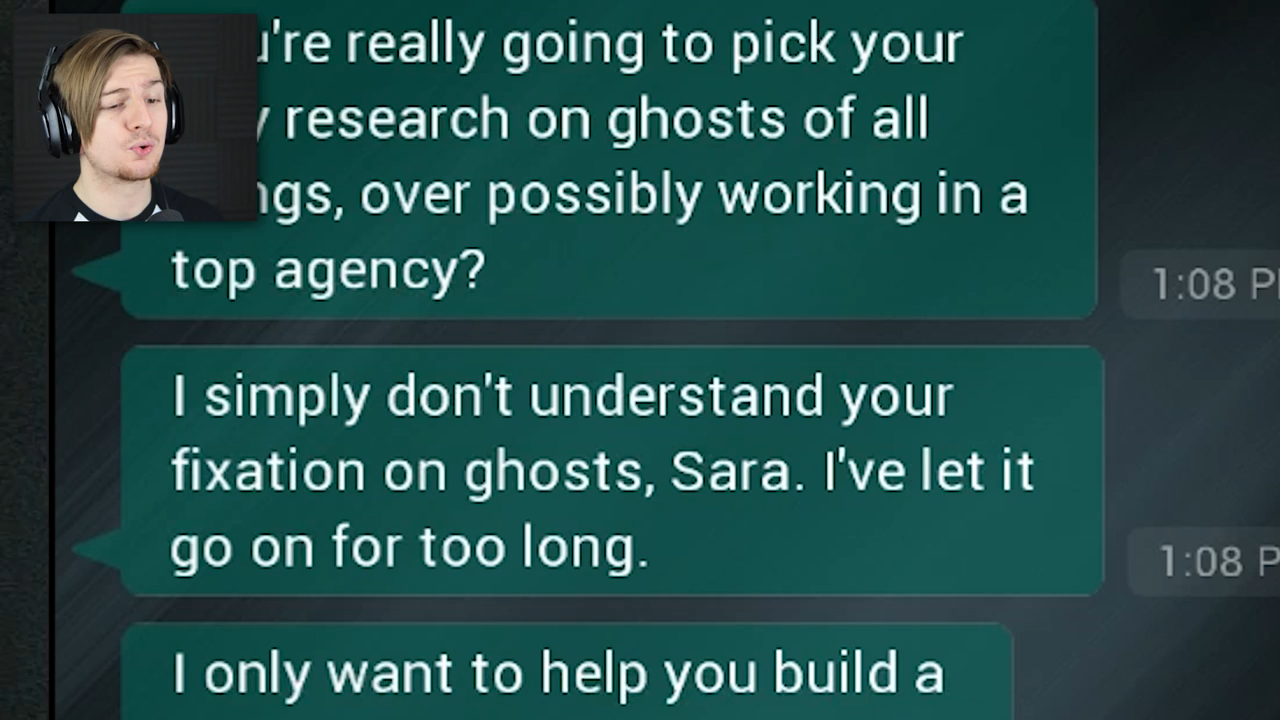 u're really going to pick your
research on ghosts of all
ngs, over possibly working in a
top agency?
1:08 P
I simply don't understand your
fixation on ghosts, Sara. I've let it
go on for too long.
1:08 P
I only want to help you build a